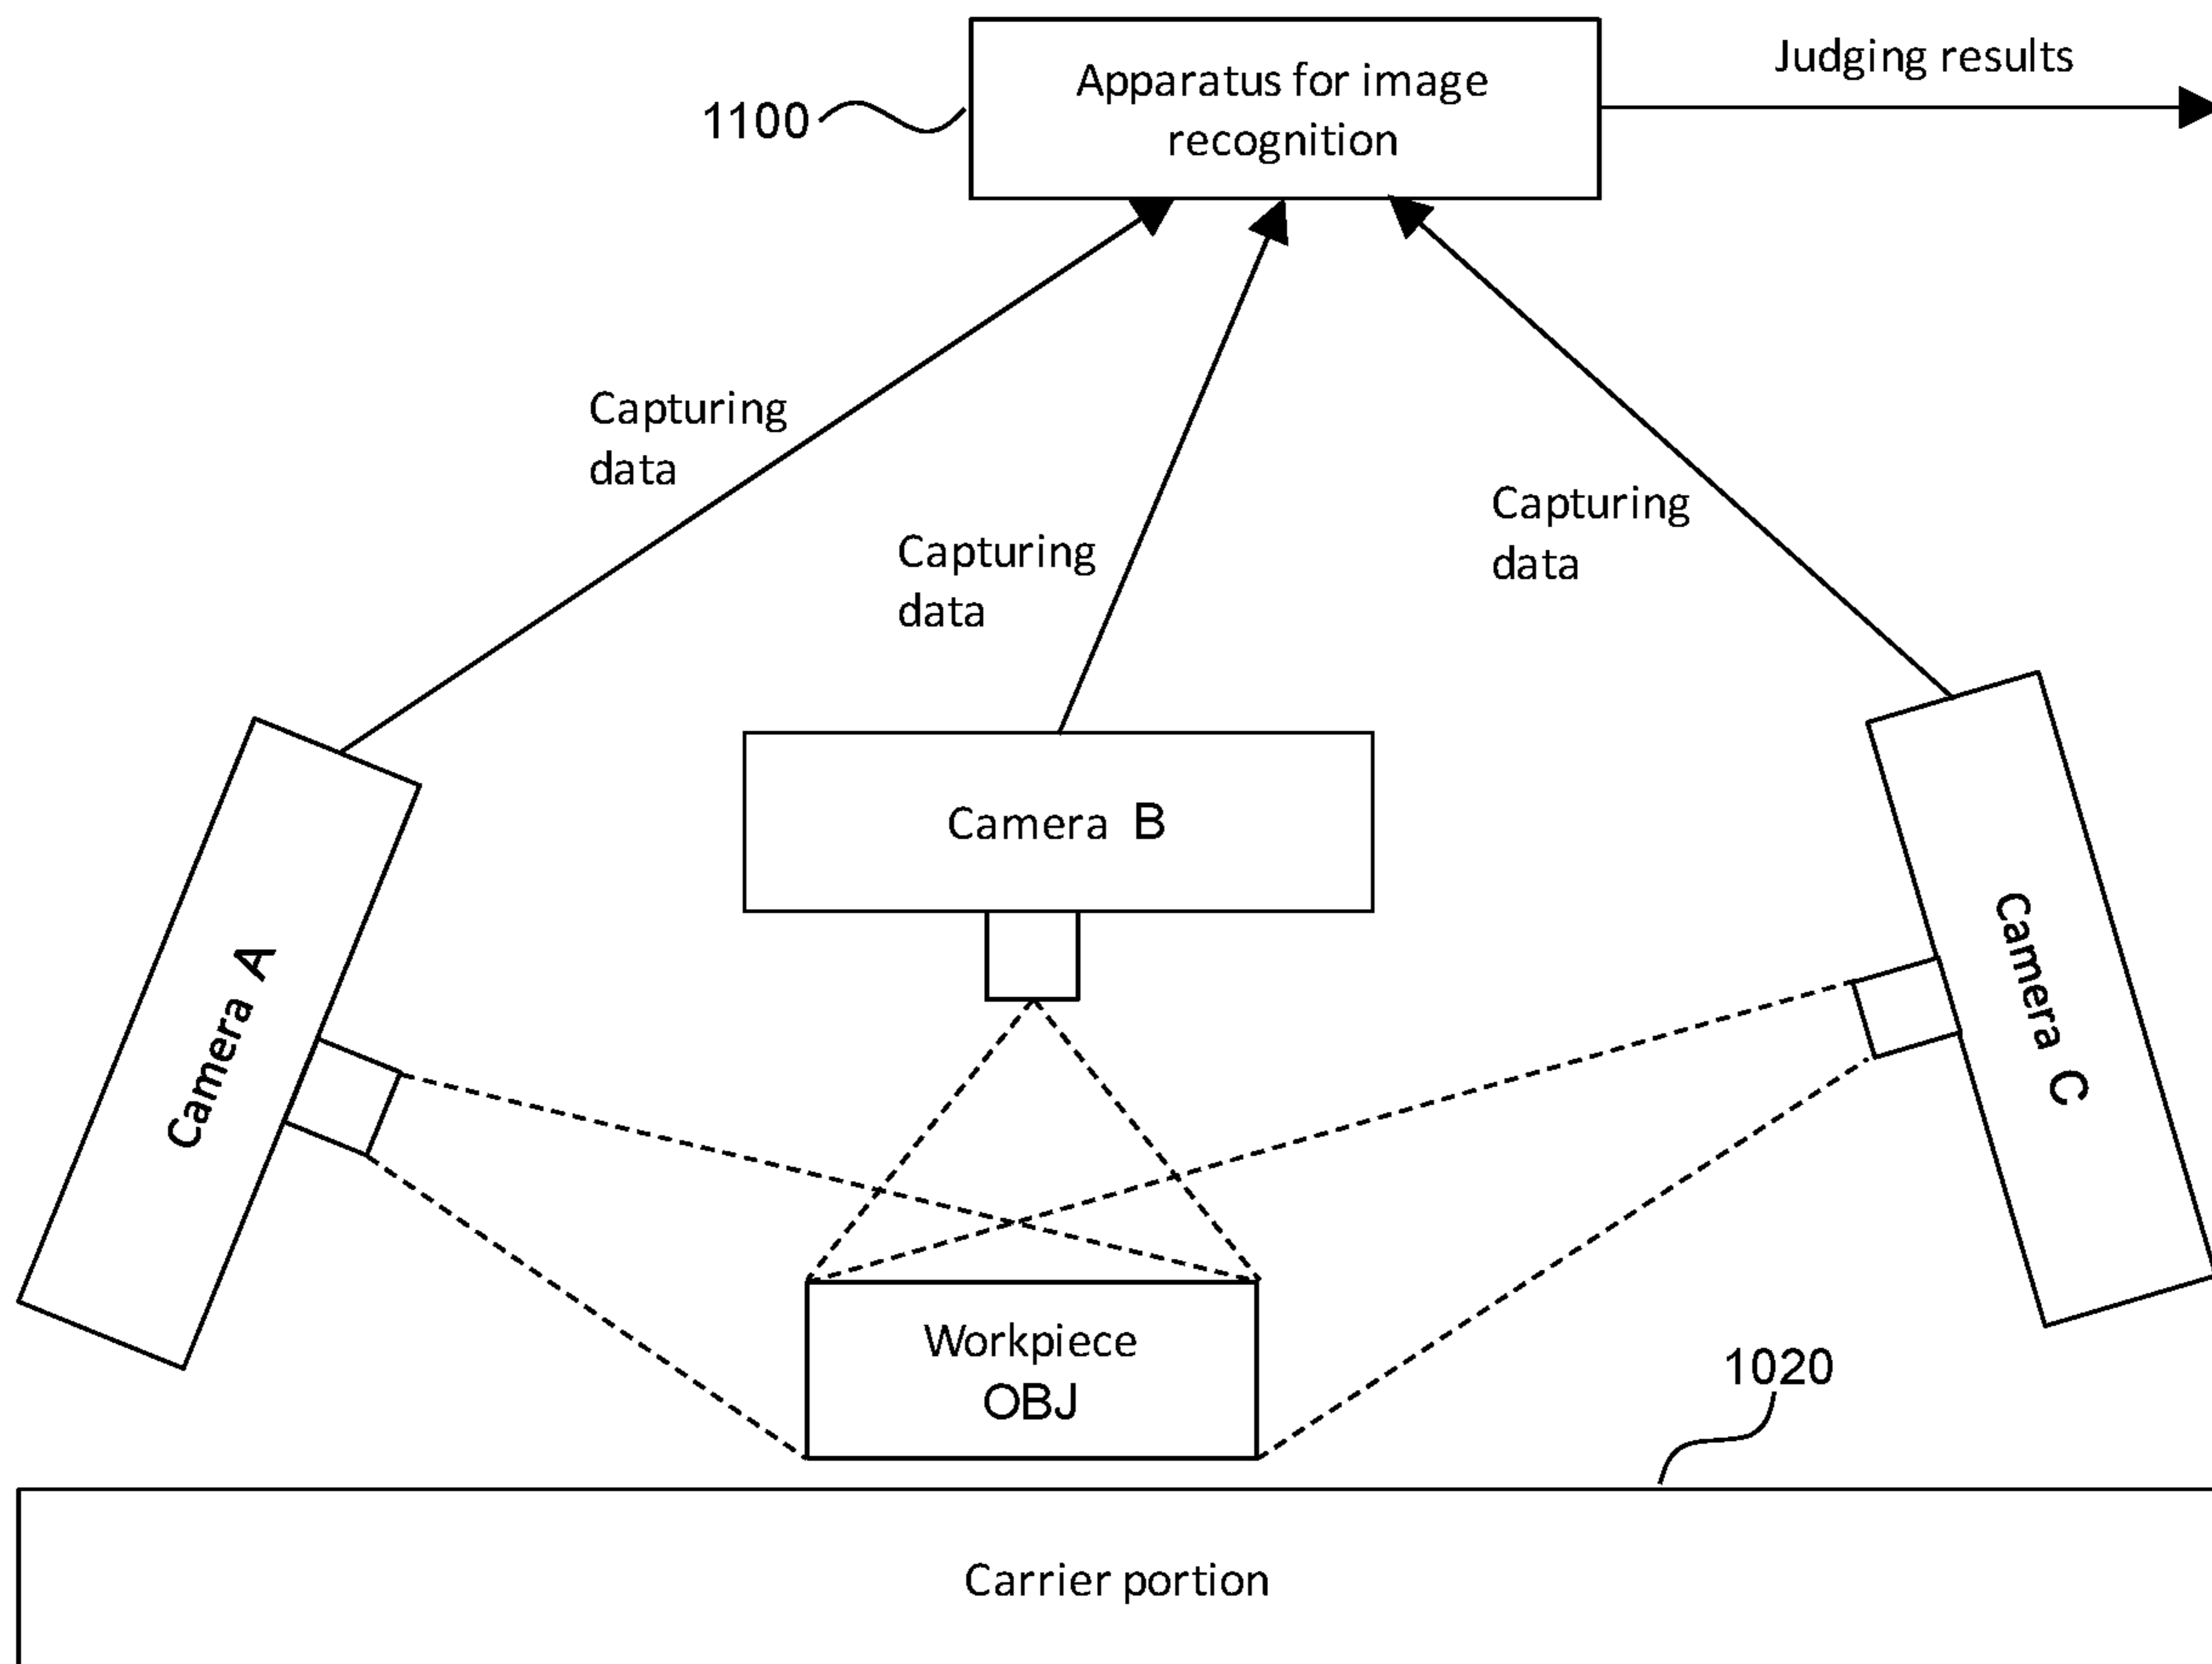 Apparatus for image
recognition
Judging results
1100
Capturing
data
Capturing
data
Capturing
data
Camera A
Camera B
Camera C
Workpiece
OBJ
1020
Carrier portion